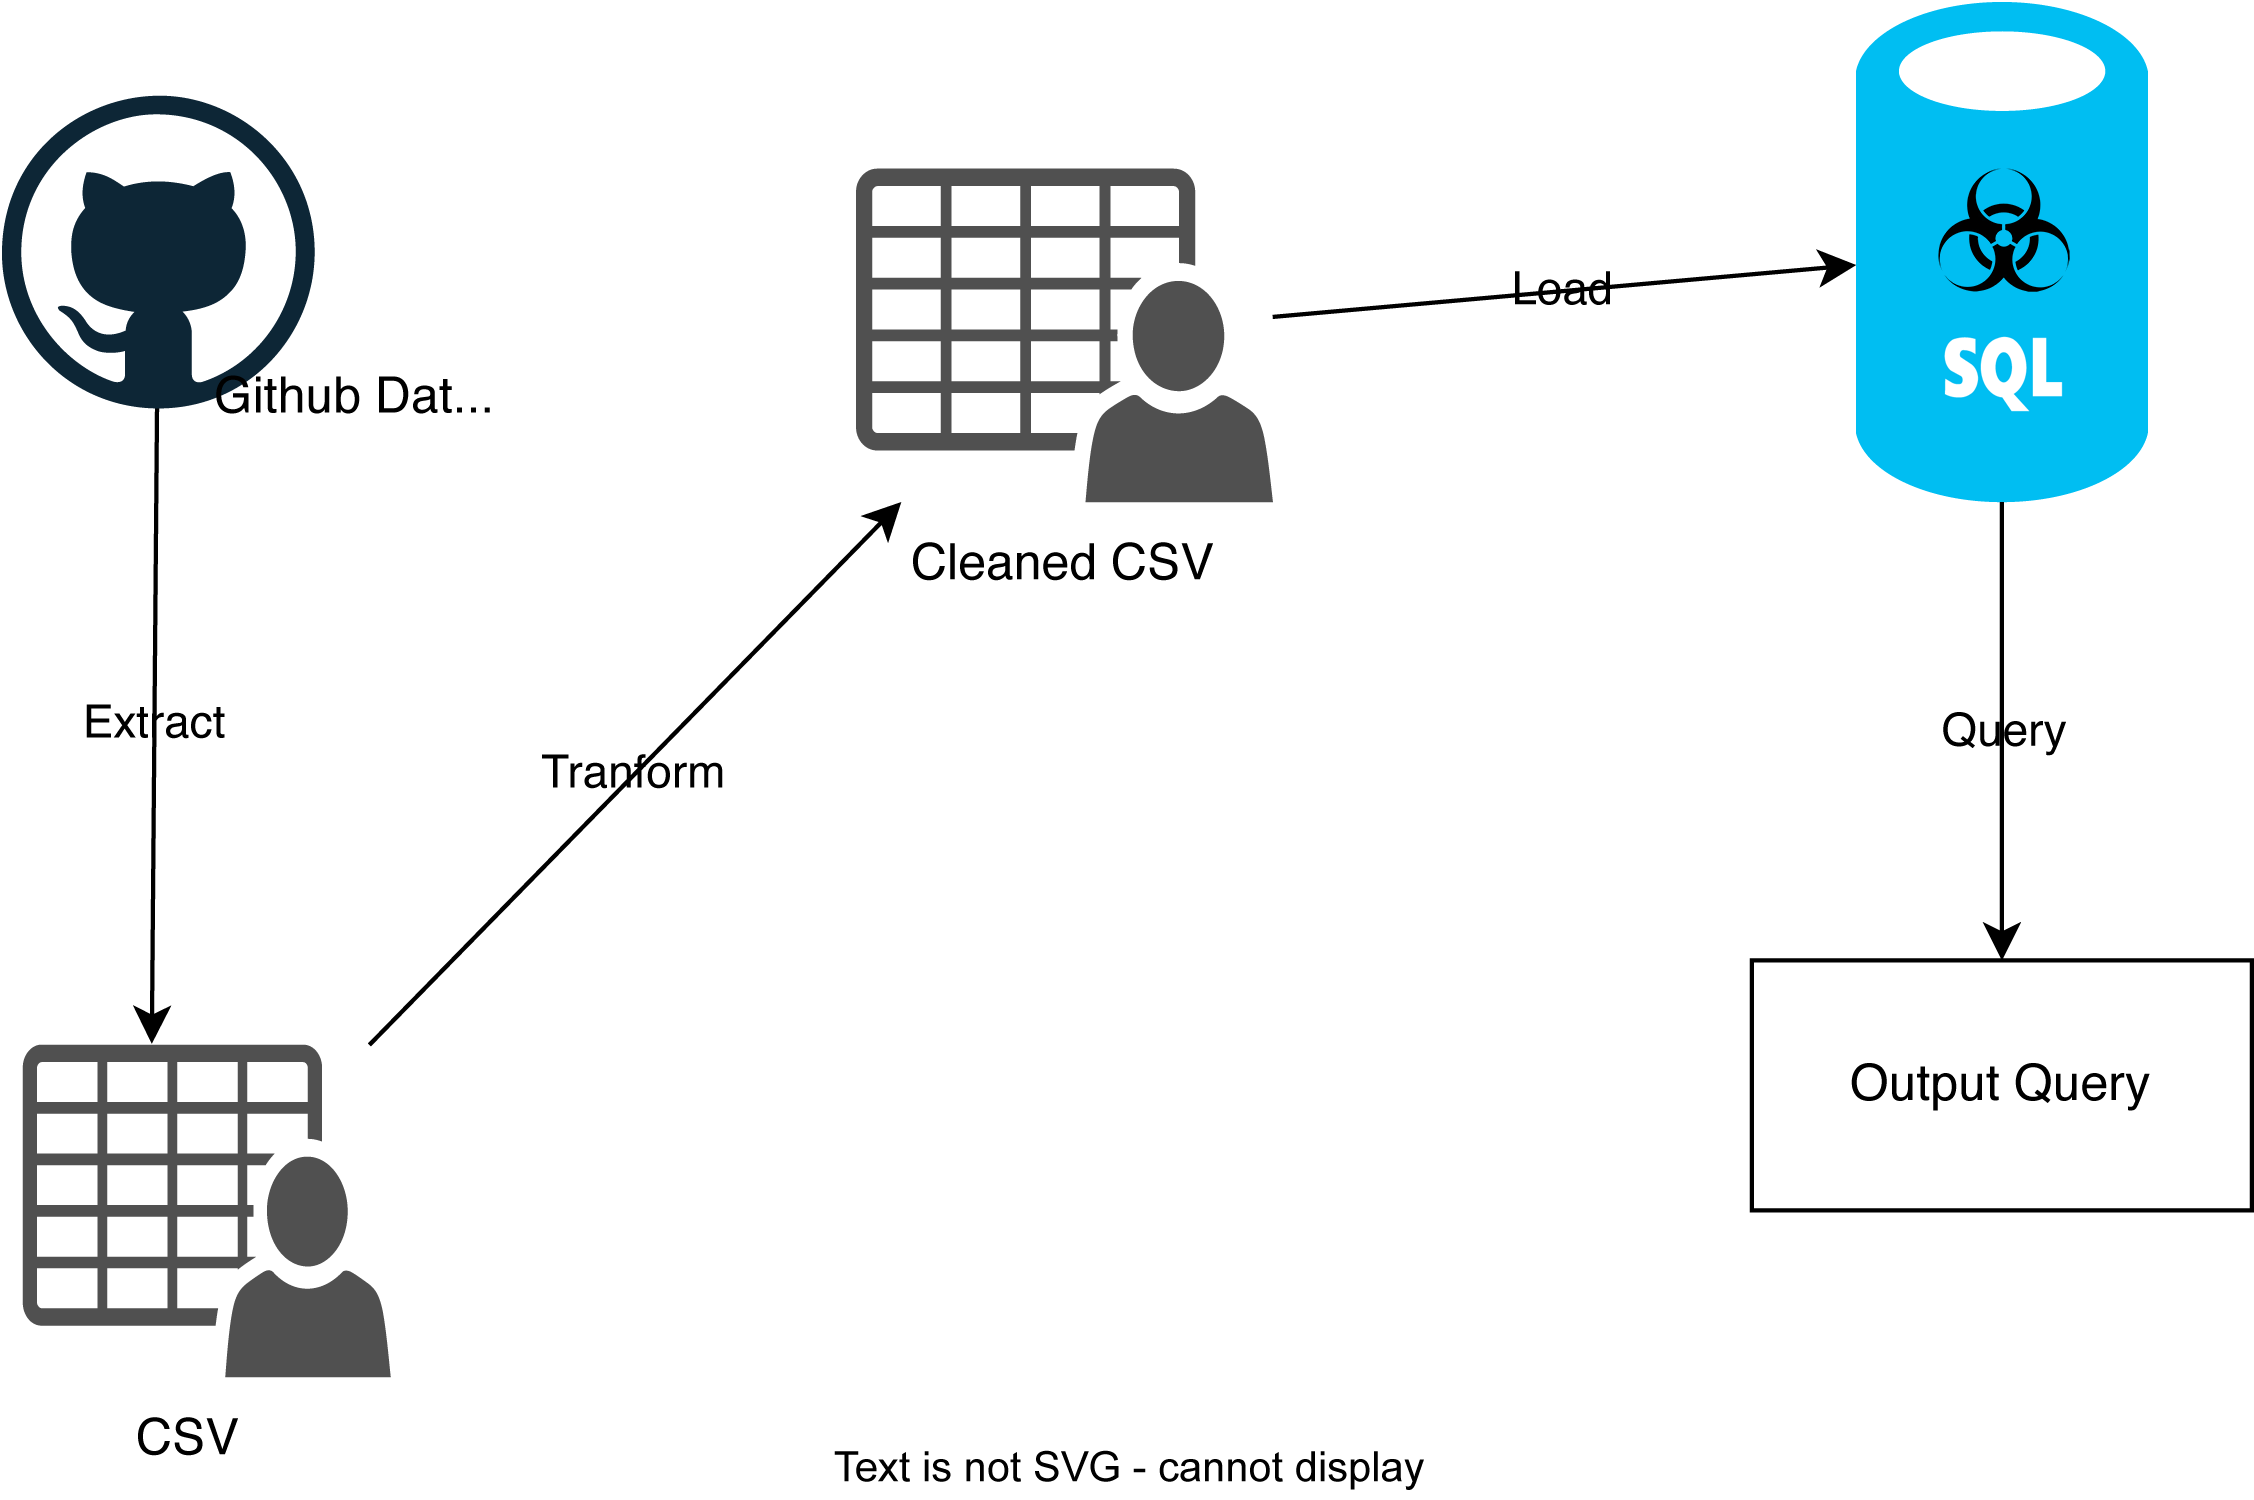 Github Dat...
Extract
CSV
Tranform
Cleaned CSV
Load
SQL
Query
Output Query
Text is not SVG - cannot display